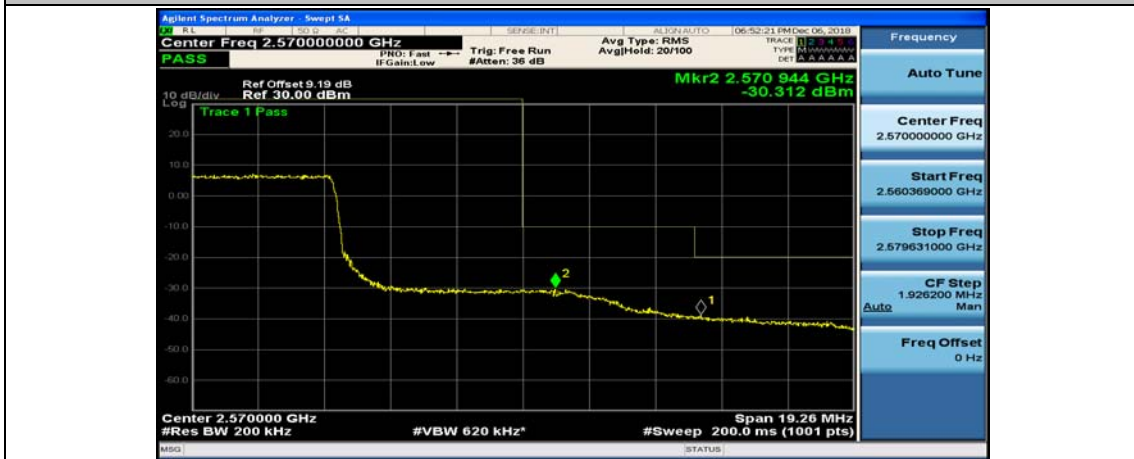 Agilent Spectrum Analyzer - Swept SA
RL RF 50 Ω AC SENSE:INT ALIGN AUTO 06:52:21 PM Dec 06, 2018
Center Freq 2.570000000 GHz
PASS
PNO: Fast
IFGain:Low
Trig: Free Run
#Atten: 36 dB
Avg Type: RMS
Avg|Hold: 20/100
TRACE 1 2 3 4 5 6
TYPE M
DET A A A A A A
Ref Offset 9.19 dB
10 dB/div Ref 30.00 dBm
Log
Mkr2 2.570 944 GHz
-30.312 dBm
Trace 1 Pass
20.0
10.0
0.00
-10.0
-20.0
-30.0
-40.0
-50.0
-60.0
2
1
Center 2.570000 GHz
Span 19.26 MHz
#Res BW 200 kHz
#VBW 620 kHz*
#Sweep 200.0 ms (1001 pts)
MSG
STATUS
Frequency
Auto Tune
Center Freq
2.570000000 GHz
Start Freq
2.560369000 GHz
Stop Freq
2.579631000 GHz
CF Step
1.926200 MHz
Auto Man
Freq Offset
0 Hz